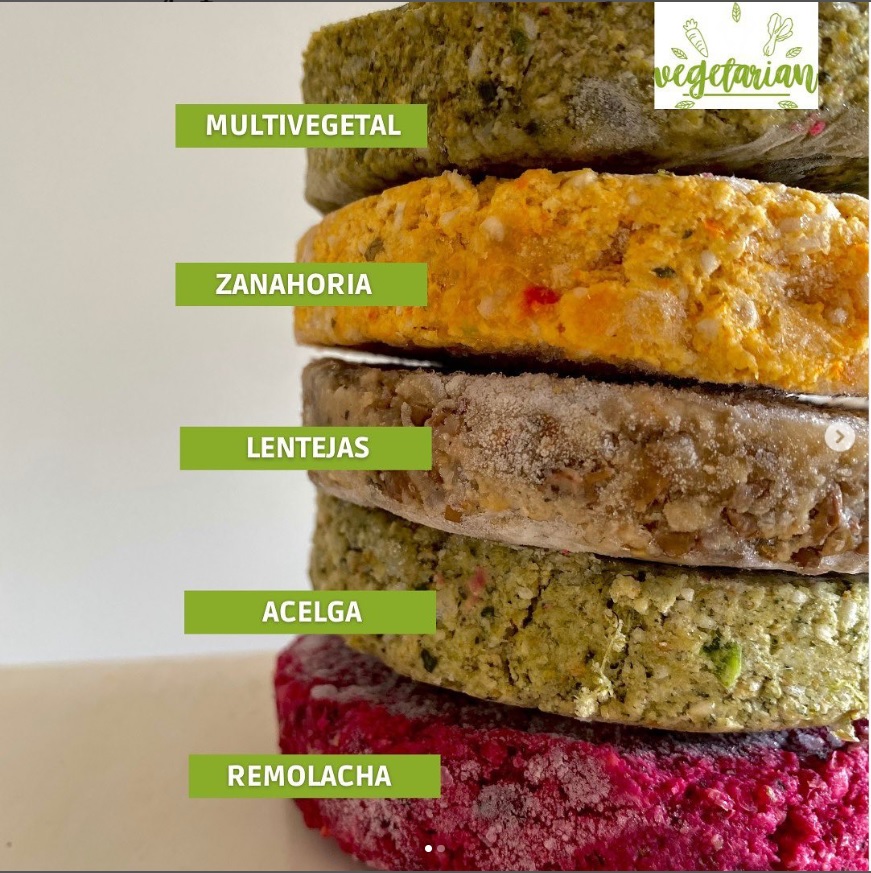 vegetarian
MULTIVEGETAL
ZANAHORIA
LENTEJAS
ACELGA
REMOLACHA